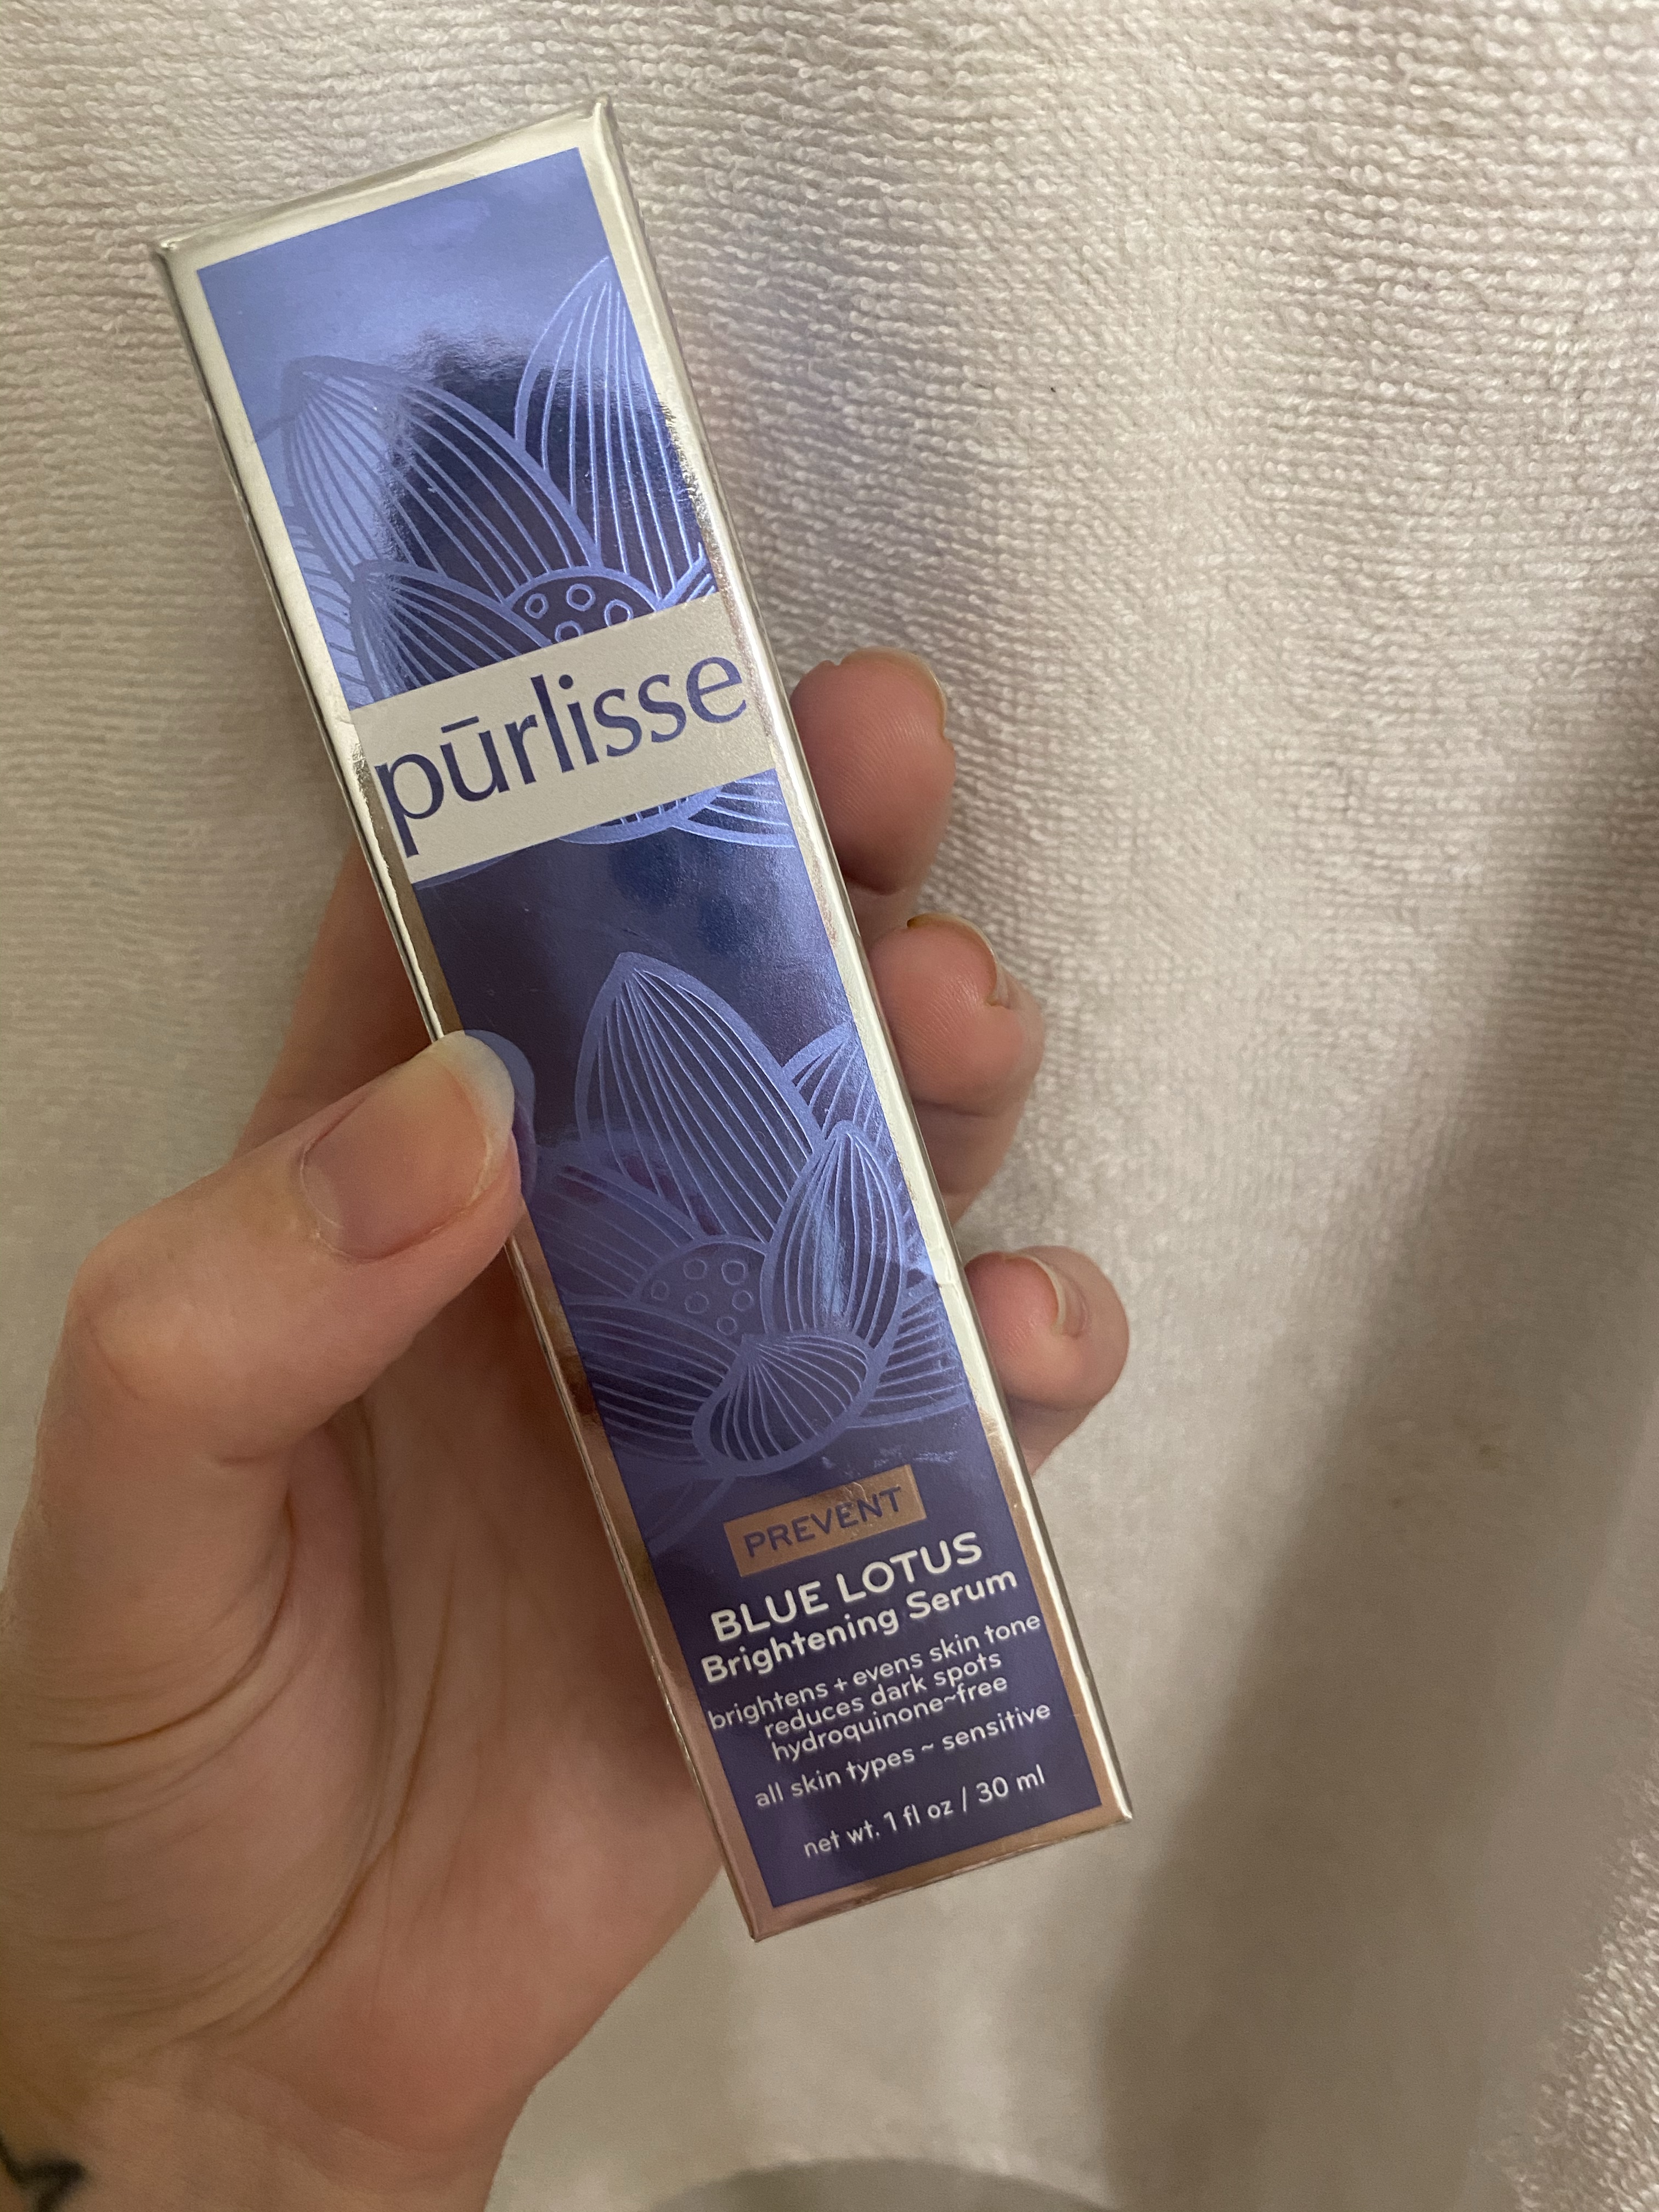 pūrlisse
PREVENT
BLUE LOTUS
Brightening Serum
brightens + evens skin tone
reduces dark spots
hydroquinone~free
all skin types ~ sensitive
net wt. 1 fl oz / 30 ml